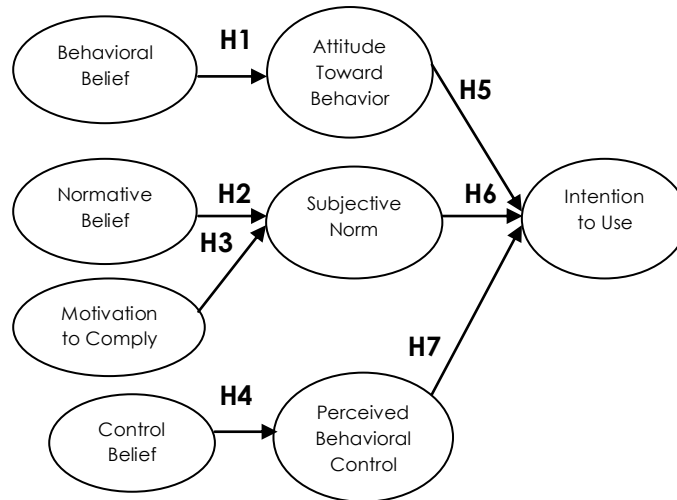 Behavioral
Belief
H1
Attitude
Toward
Behavior
H5
Normative
Belief
H2
H3
Subjective
Norm
H6
Intention
to Use
Motivation
to Comply
H7
Control
Belief
H4
Perceived
Behavioral
Control